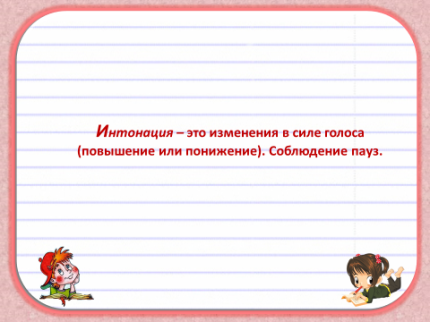 Интонация – это изменения в силе голоса
(повышение или понижение). Соблюдение пауз.